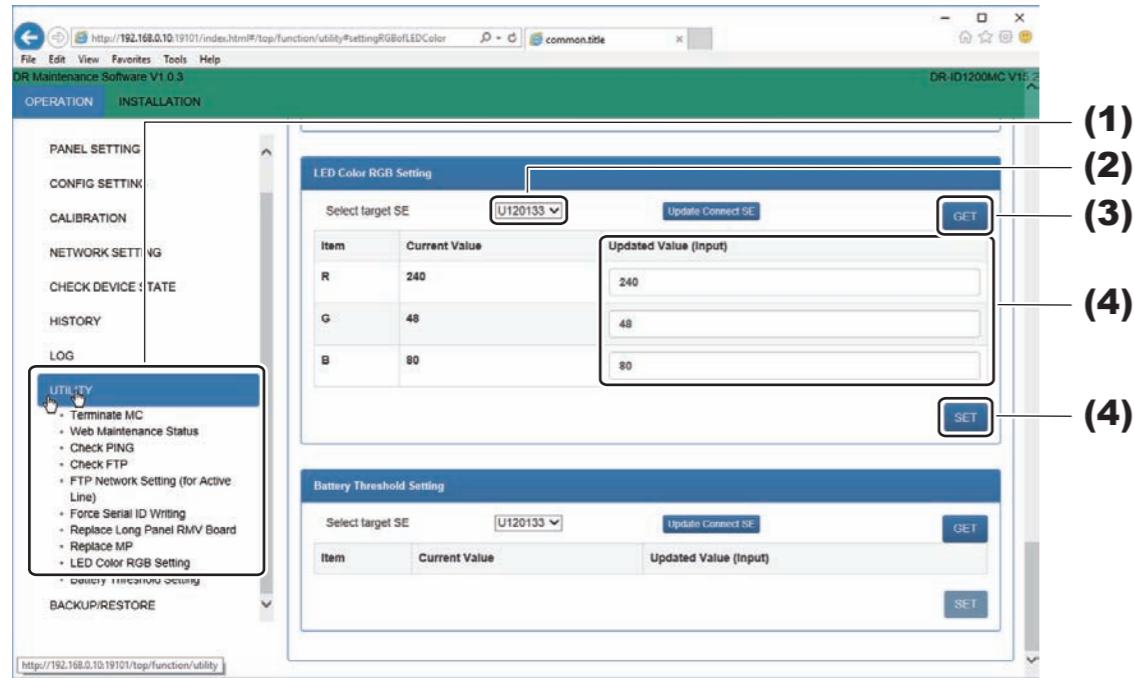 http://192.168.0.10:19101/index.html#/top/function/utility#settingRGBofLEDColor
common.title
File Edit View Favorites Tools Help
DR Maintenance Software V1.0.3
DR-ID1200MC V15.2
OPERATION INSTALLATION
(1)
PANEL SETTING
CONFIG SETTING
CALIBRATION
NETWORK SETTING
CHECK DEVICE STATE
HISTORY
LOG
UTILITY
Terminate MC
Web Maintenance Status
Check PING
Check FTP
FTP Network Setting (for Active
Line)
Force Serial ID Writing
Replace Long Panel RMV Board
Replace MP
LED Color RGB Setting
Battery Threshold Setting
BACKUP/RESTORE
LED Color RGB Setting
(2)
Select target SE U120133 Update Connect SE GET
(3)
Item Current Value Updated Value (Input)
R 240 240
G 48 48
(4)
B 80 80
SET
(4)
Battery Threshold Setting
Select target SE U120133 Update Connect SE GET
Item Current Value Updated Value (Input)
SET
http://192.168.0.10:19101/top/function/utility